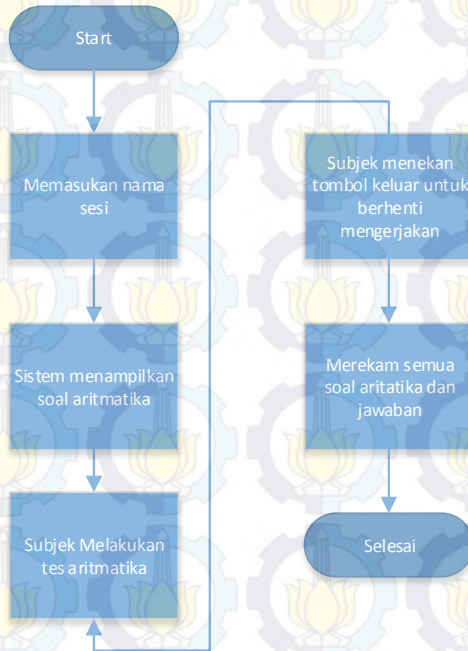 Start
Memasukan nama
sesi
Sistem menampilkan
soal aritmatika
Subjek Melakukan
tes aritmatika
Subjek menekan
tombol keluar untuk
berhenti
mengerjakan
Merekam semua
soal aritatika dan
jawaban
Selesai